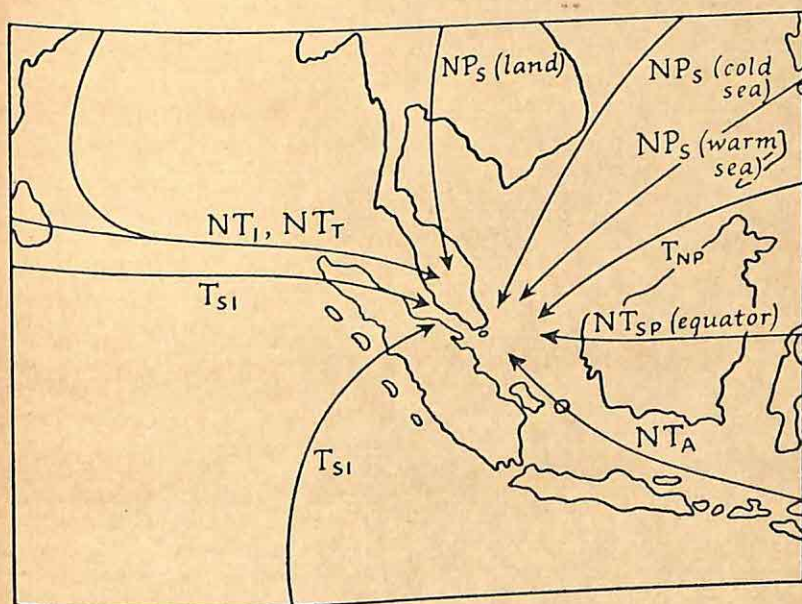 NPs (land)
NPs (cold
sea)
NPs (warm
sea)
NTI, NTT
TSI
TNP
NTSP (equator)
NTA
TSI